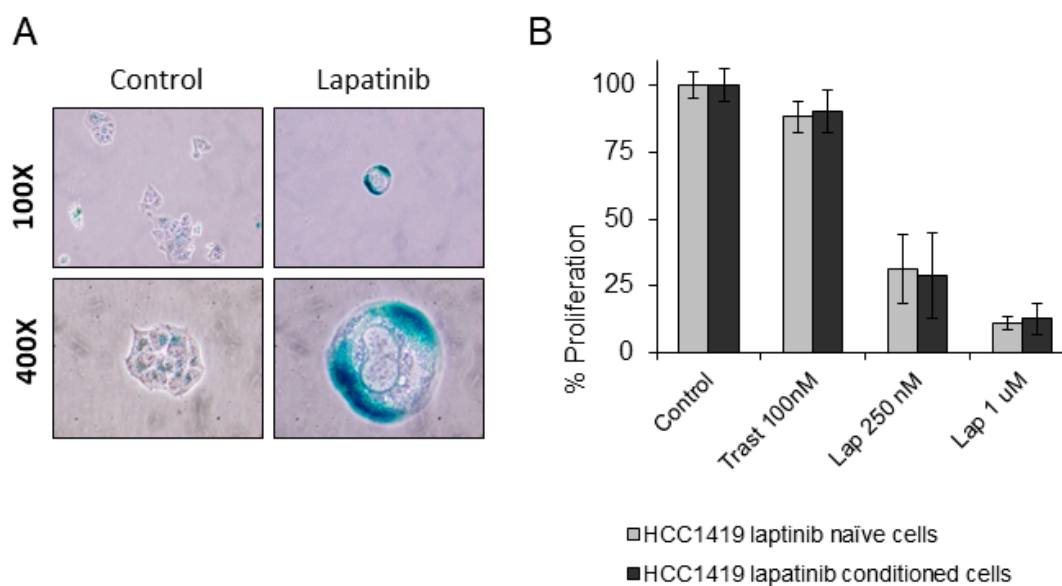 A
Control
Lapatinib
100X
400X
B
% Proliferation
100
75
50
25
0
Control
Trast 100nM
Lap 250 nM
Lap 1 uM
HCC1419 laptinib naïve cells
HCC1419 lapatinib conditioned cells